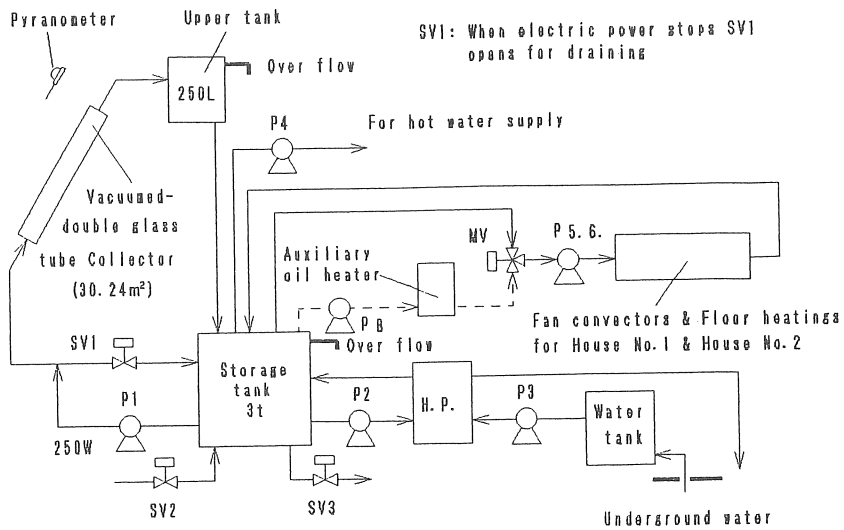 Pyranometer
Upper tank
SV1: When electric power stops SV1
opens for draining
Over flow
250L
P4
For hot water supply
Vacuumed-
double glass
tube Collector
(30.24m²)
MV
P 5. 6.
Auxiliary
oil heater
P B
Fan convectors & Floor heatings
for House No.1 & House No.2
SV1
Over flow
Storage
tank
3t
P1
P2
H. P.
P3
Water
tank
250W
SV2
SV3
Underground water